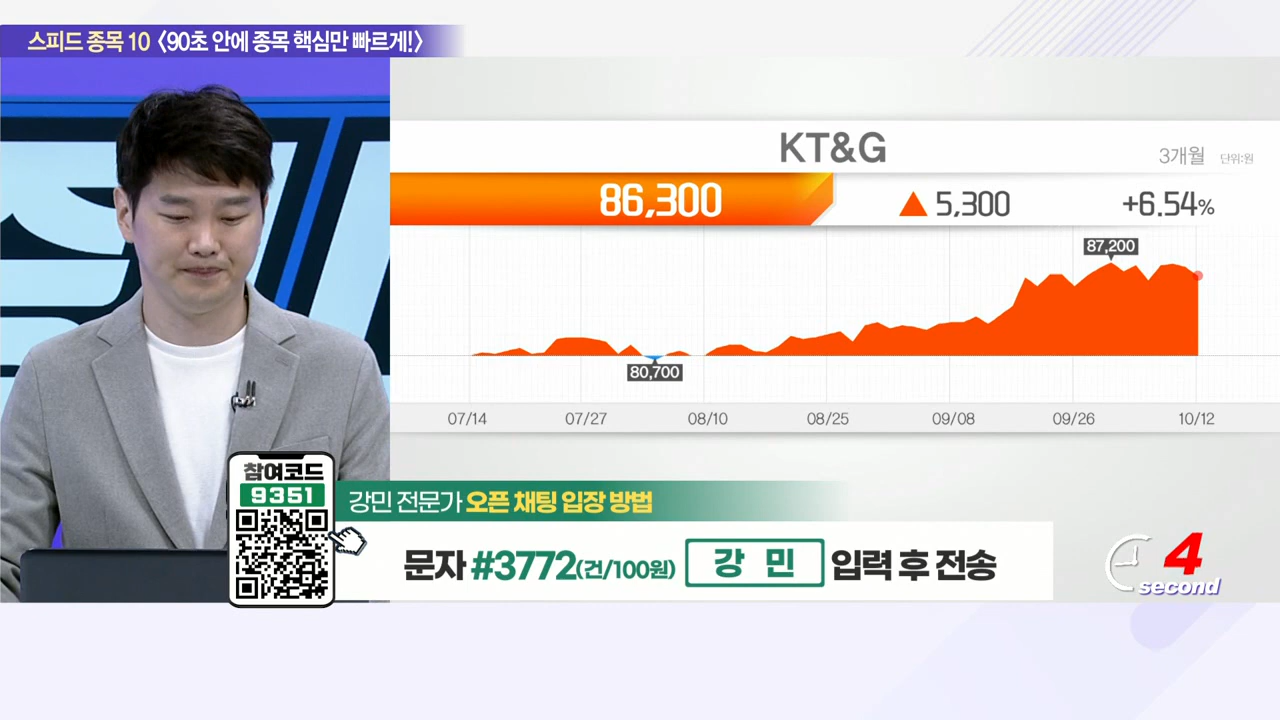 스피드 종목 10 〈90초 안에 종목 핵심만 빠르게!〉
KT&G
3개월 단위:원
86,300 ▲ 5,300 +6.54%
87,200
80,700
07/14 07/27 08/10 08/25 09/08 09/26 10/12
참여코드
9351
강민 전문가 오픈 채팅 입장 방법
문자 #3772(건/100원) 강 민 입력 후 전송
4
second